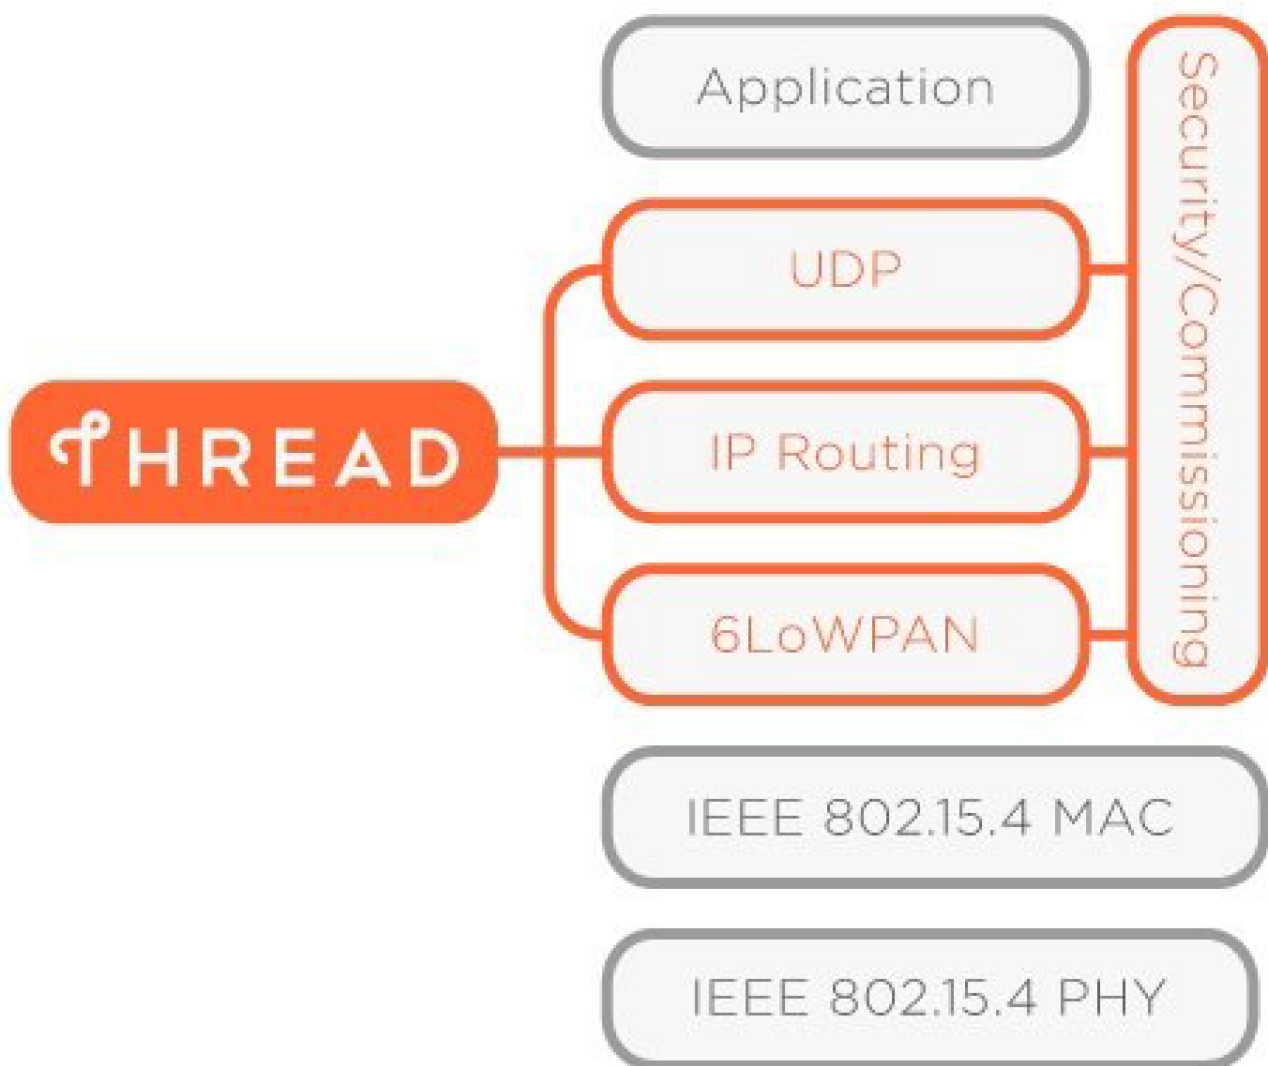 Application
Security/Commissioning
UDP
THREAD
IP Routing
6LoWPAN
IEEE 802.15.4 MAC
IEEE 802.15.4 PHY